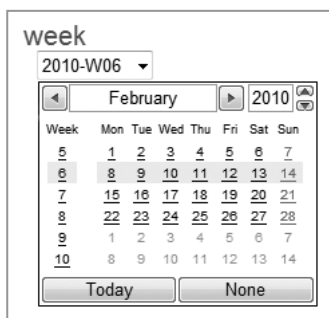 week
2010-W06
February 2010
Week Mon Tue Wed Thu Fri Sat Sun
5 1 2 3 4 5 6 7
6 8 9 10 11 12 13 14
7 15 16 17 18 19 20 21
8 22 23 24 25 26 27 28
9 1 2 3 4 5 6 7
10 8 9 10 11 12 13 14
Today None